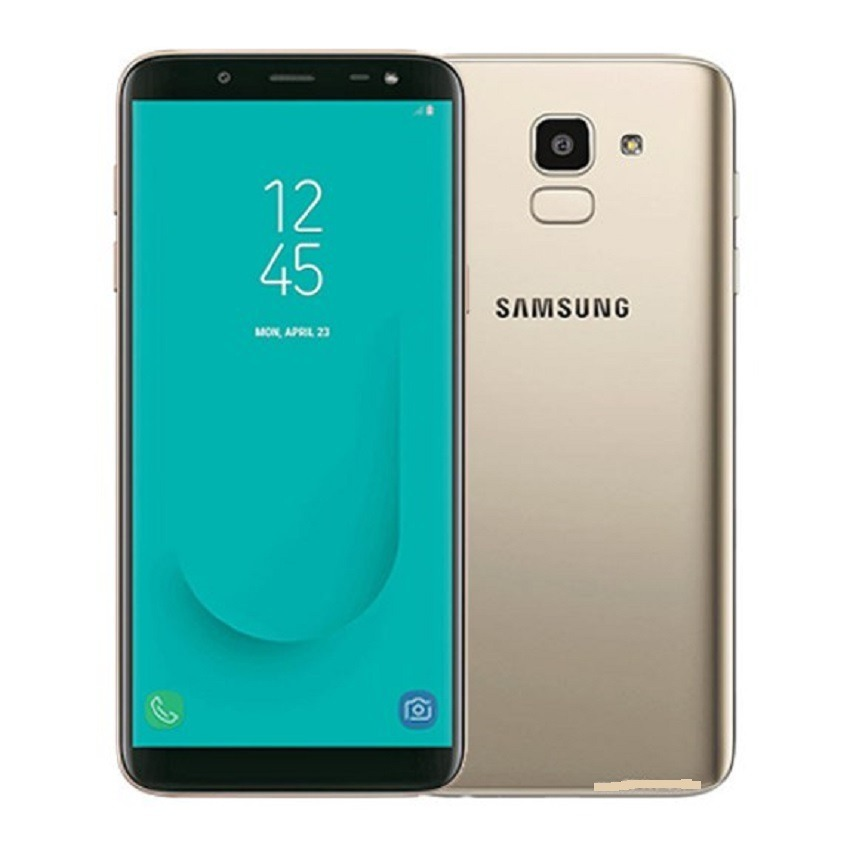 12
45
MON, APRIL 23
SAMSUNG